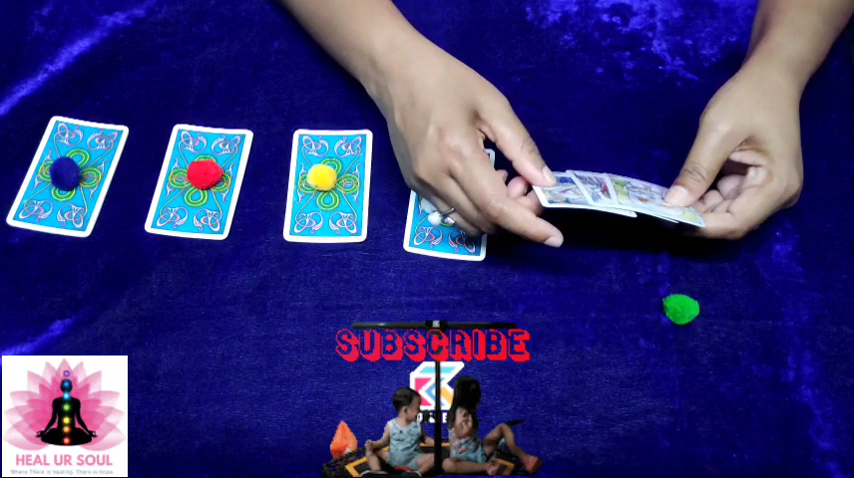 SUBSCRIBE
HEAL UR SOUL
Where There is Healing, There is Hope